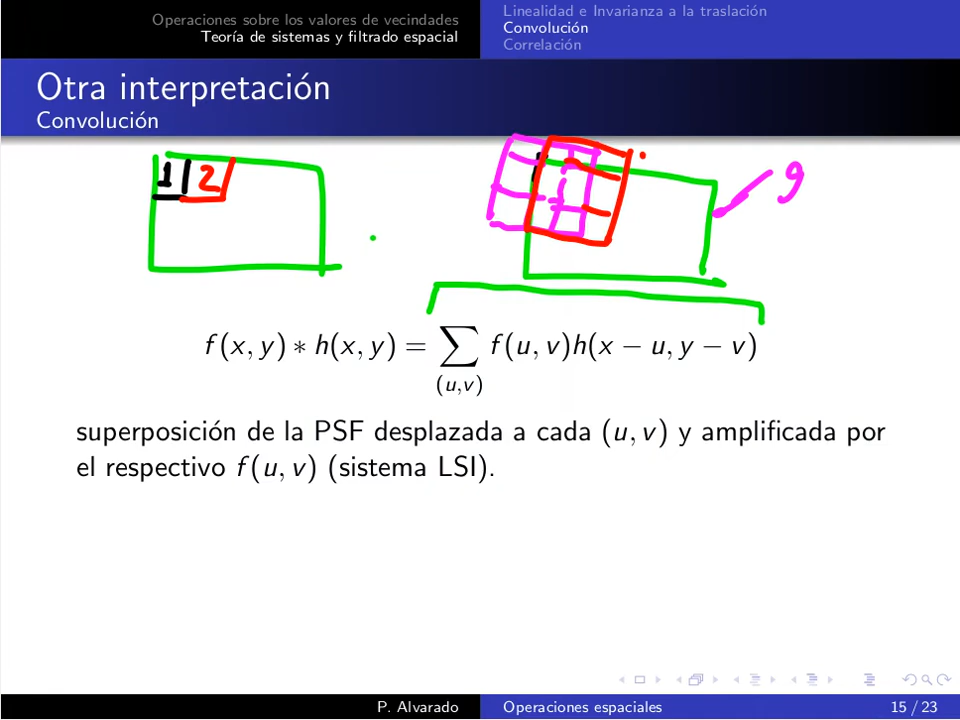 Operaciones sobre los valores de vecindades
Teoría de sistemas y filtrado espacial
Linealidad e Invarianza a la traslación
Convolución
Correlación
Otra interpretación
Convolución
1 2
g
f(x, y) ∗ h(x, y) = ∑ f(u, v)h(x − u, y − v)
(u,v)
superposición de la PSF desplazada a cada (u, v) y amplificada por
el respectivo f(u, v) (sistema LSI).
P. Alvarado
Operaciones espaciales
15 / 23